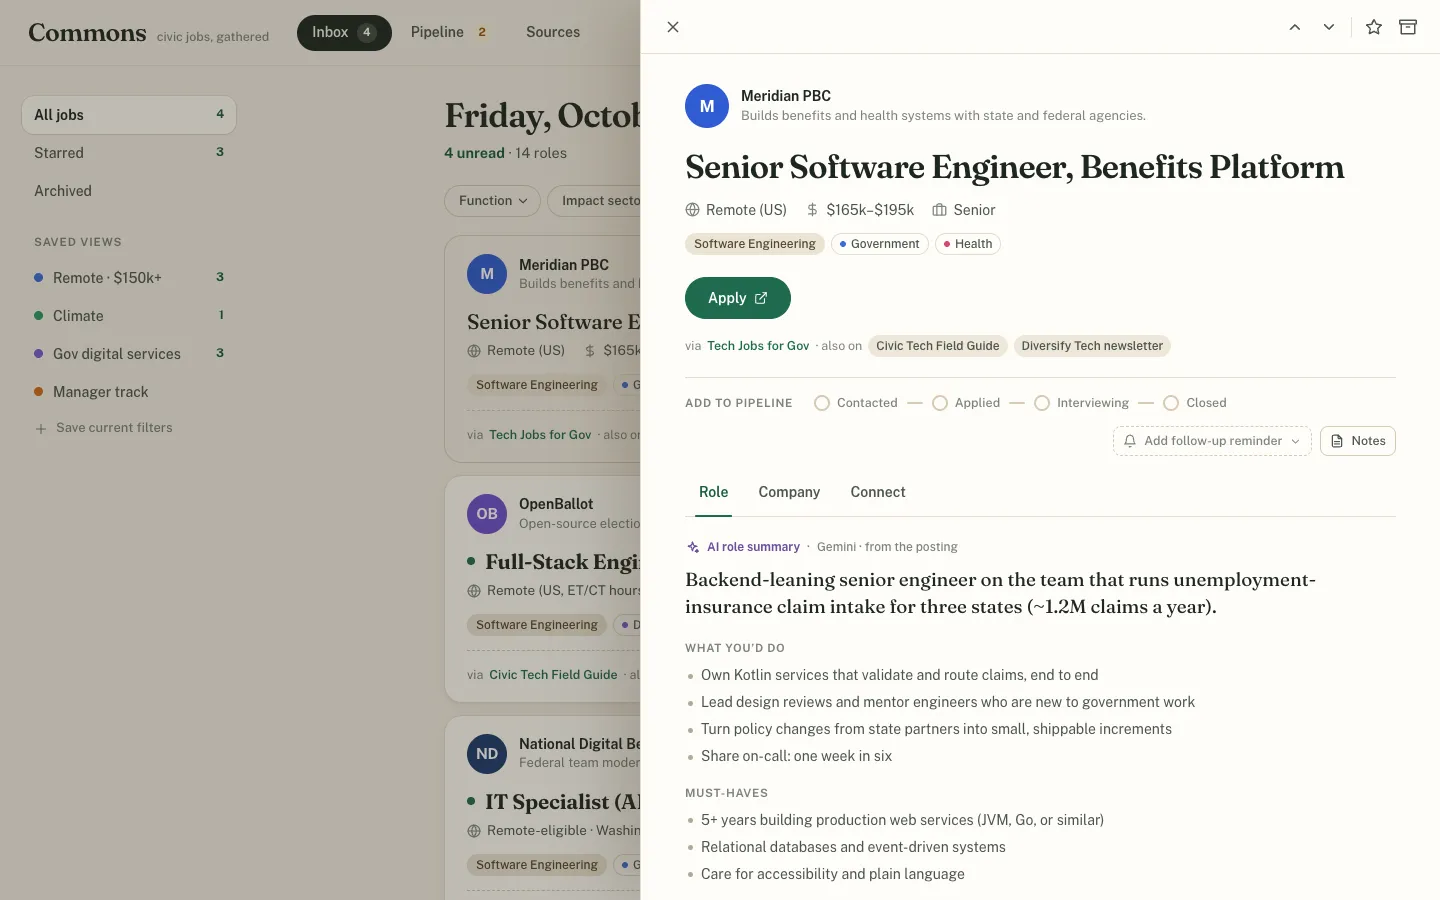 Commons civic jobs, gathered Inbox 4 Pipeline 2 Sources
All jobs 4
Starred 3
Archived
SAVED VIEWS
Remote · $150k+ 3
Climate 1
Gov digital services 3
Manager track
Save current filters
Friday, Octob
4 unread · 14 roles
Function Impact secto
M
Meridian PBC
Builds benefits and
Senior Software E
Remote (US) $165k
Software Engineering G
via Tech Jobs for Gov · also o
OB
OpenBallot
Open-source electio
Full-Stack Engi
Remote (US, ET/CT hours
Software Engineering D
via Civic Tech Field Guide · al
ND
National Digital Be
Federal team moder
IT Specialist (A
Remote-eligible · Washin
Software Engineering G
M
Meridian PBC
Builds benefits and health systems with state and federal agencies.
Senior Software Engineer, Benefits Platform
Remote (US) $165k–$195k Senior
Software Engineering Government Health
Apply
via Tech Jobs for Gov · also on Civic Tech Field Guide Diversify Tech newsletter
ADD TO PIPELINE Contacted Applied Interviewing Closed
Add follow-up reminder Notes
Role Company Connect
AI role summary · Gemini · from the posting
Backend-leaning senior engineer on the team that runs unemployment-
insurance claim intake for three states (~1.2M claims a year).
WHAT YOU'D DO
Own Kotlin services that validate and route claims, end to end
Lead design reviews and mentor engineers who are new to government work
Turn policy changes from state partners into small, shippable increments
Share on-call: one week in six
MUST-HAVES
5+ years building production web services (JVM, Go, or similar)
Relational databases and event-driven systems
Care for accessibility and plain language